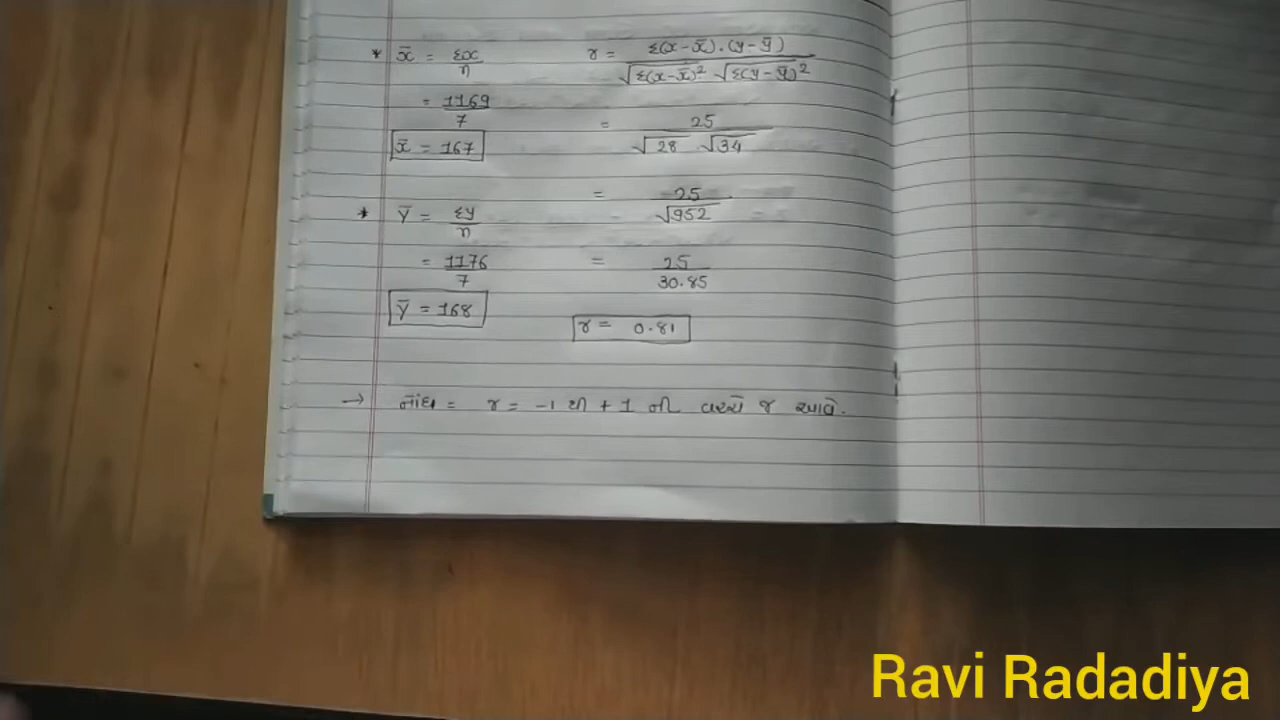 * x̄ = Σx / n
= 1169 / 7
x̄ = 167
* ȳ = Σy / n
= 1176 / 7
ȳ = 168
r = Σ(x-x̄).(y-ȳ) / √Σ(x-x̄)² √Σ(y-ȳ)²
= 25 / √28 √34
= 25 / √952
= 25 / 30.85
r = 0.81
→ નોંધ = r = -1 થી +1 ની વચ્ચે જ આવે.
Ravi Radadiya